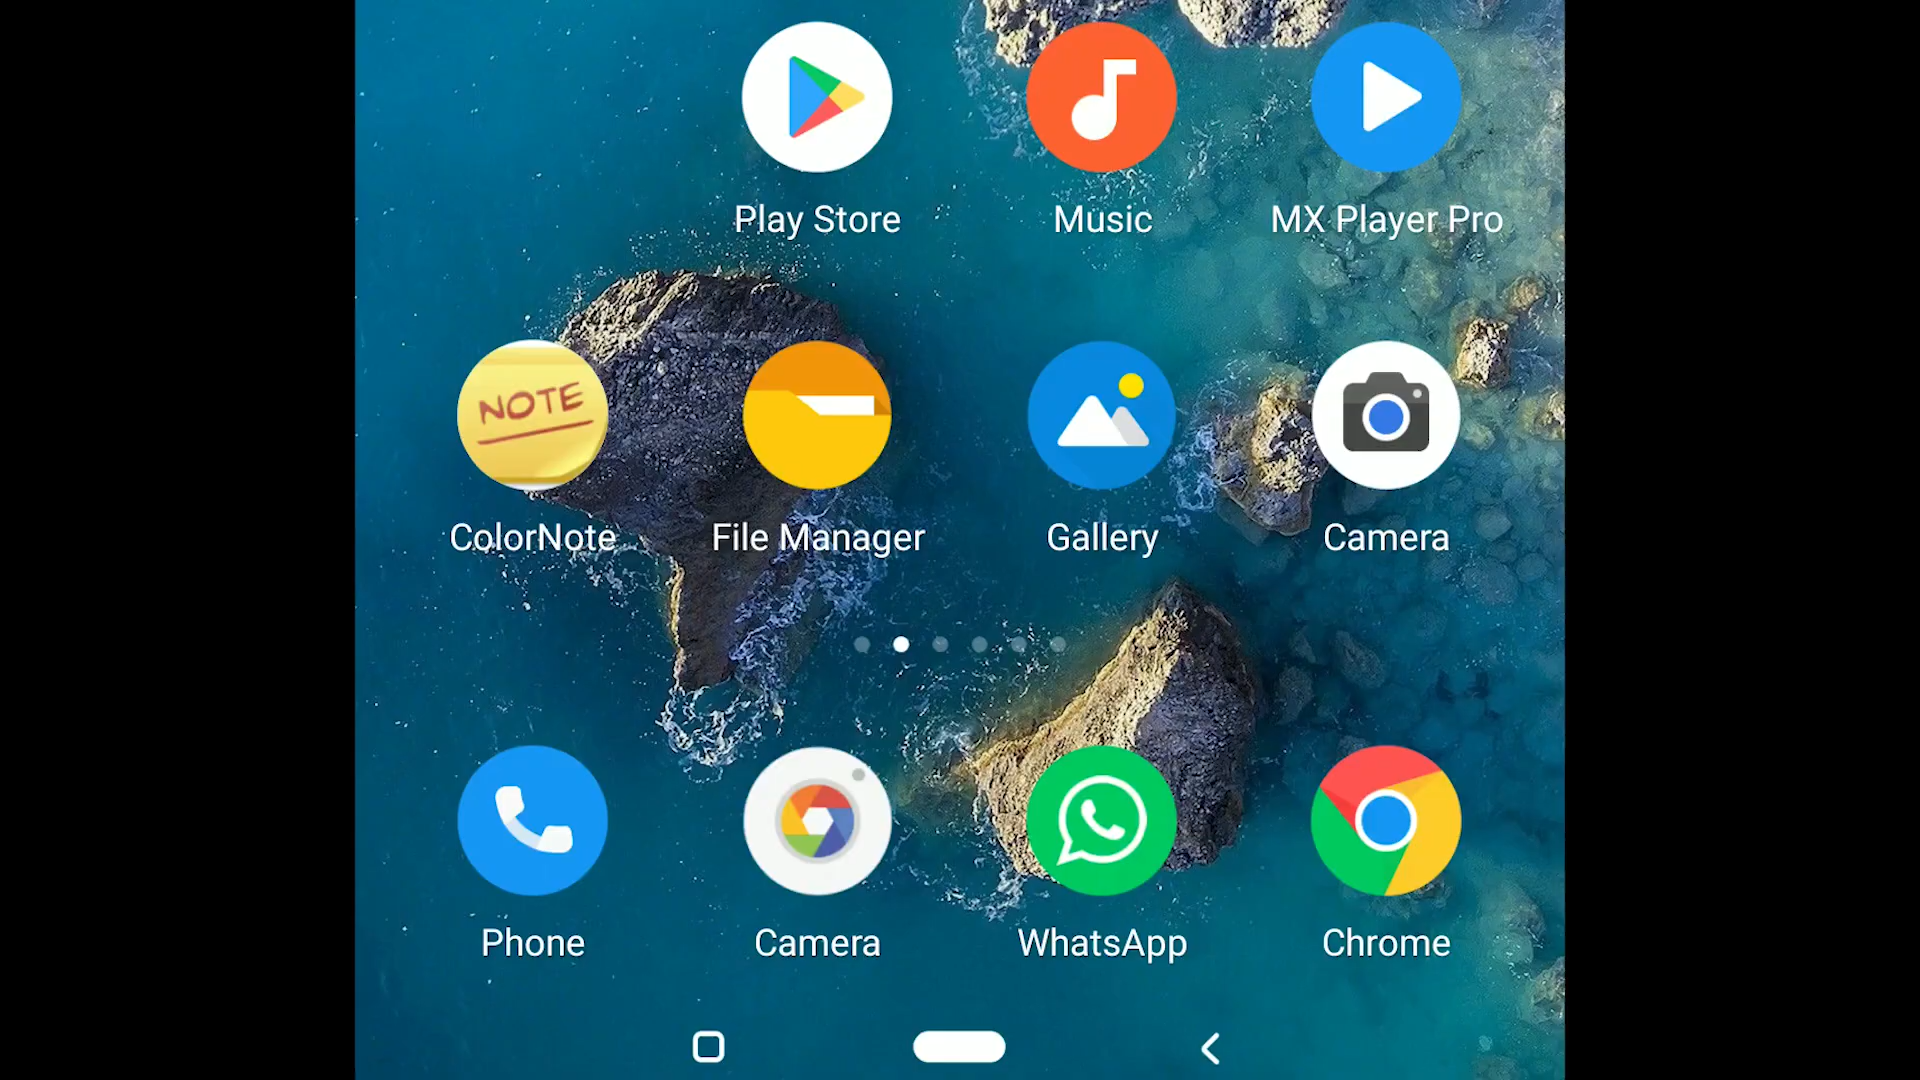 Play Store
Music
MX Player Pro
NOTE
ColorNote
File Manager
Gallery
Camera
Phone
Camera
WhatsApp
Chrome